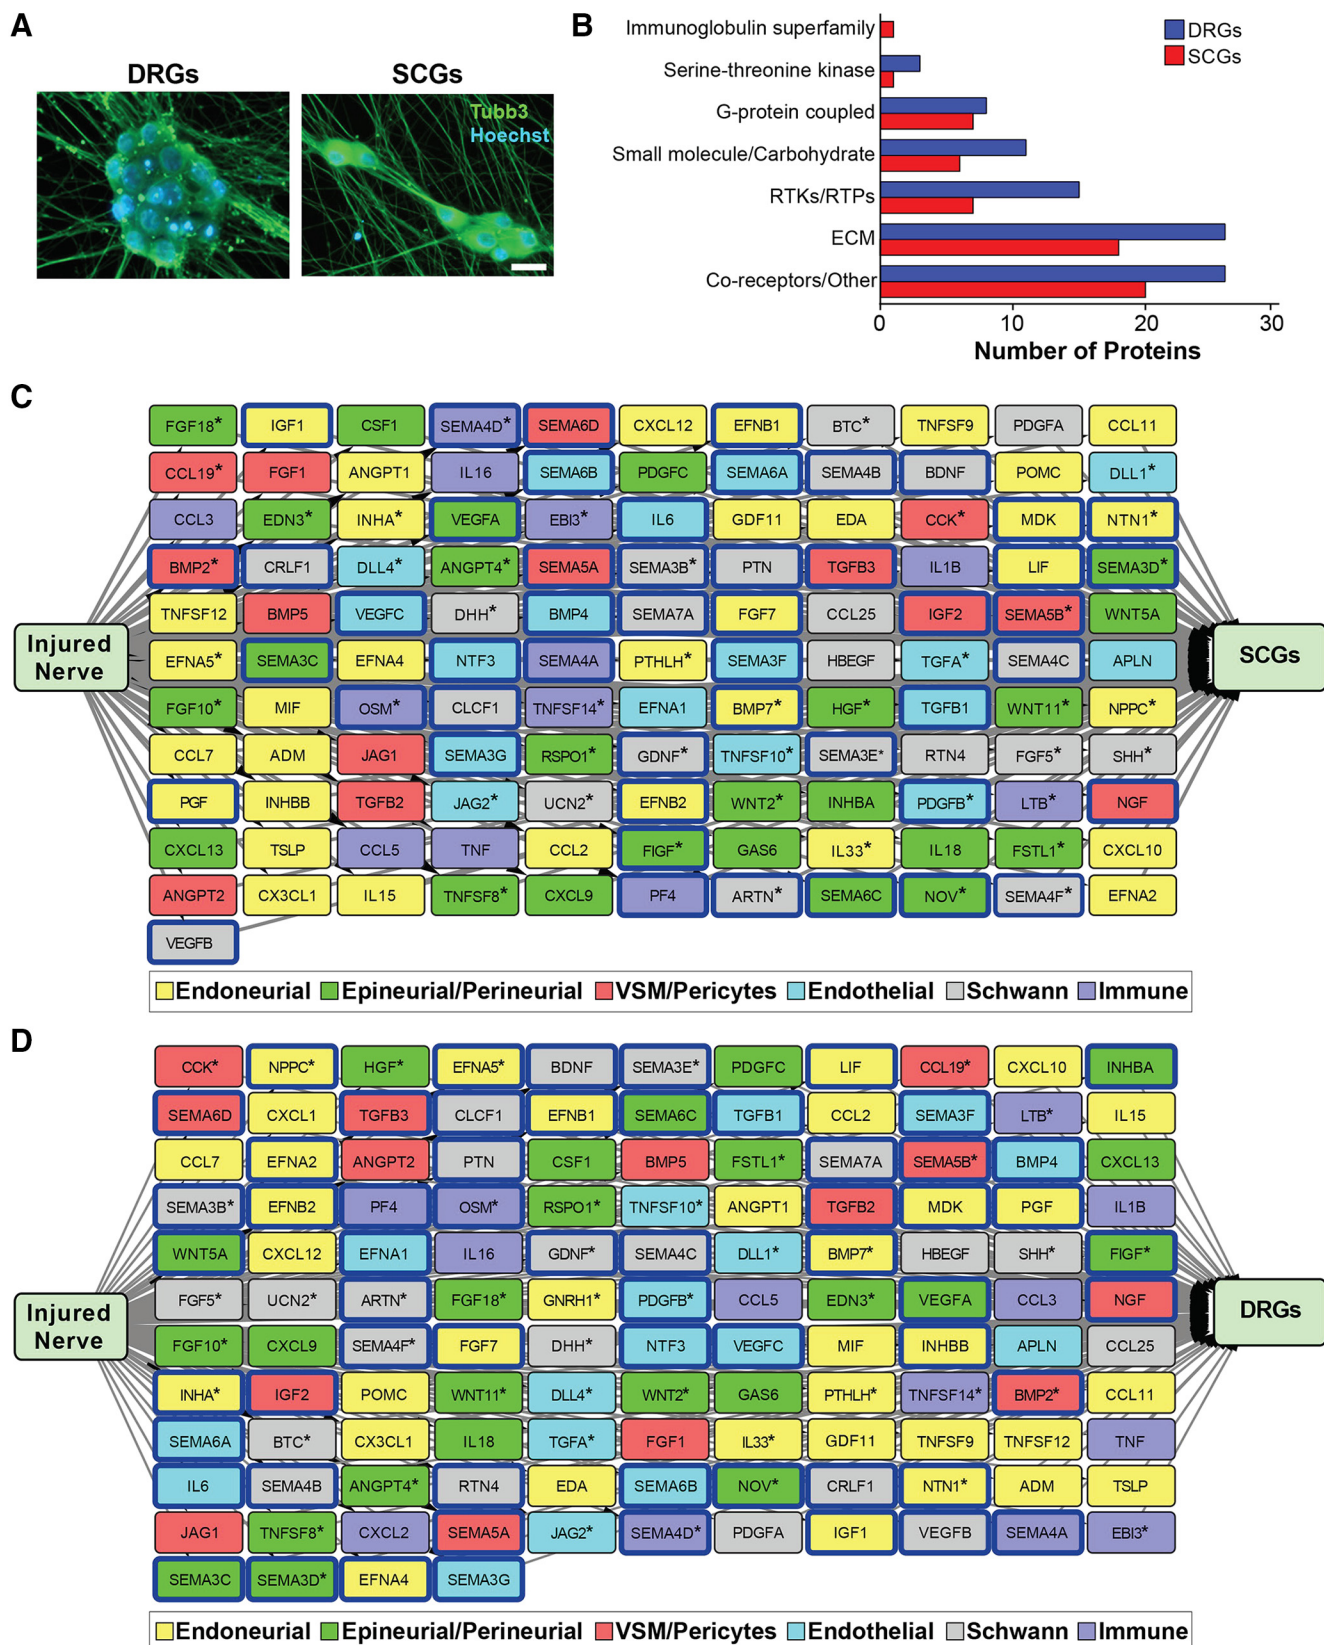 A
DRGs
SCGs
Tubb3
Hoechst
B
Immunoglobulin superfamily
Serine-threonine kinase
G-protein coupled
Small molecule/Carbohydrate
RTKs/RTPs
ECM
Co-receptors/Other
DRGs
SCGs
0 10 20 30
Number of Proteins
C
FGF18* IGF1 CSF1 SEMA4D* SEMA6D CXCL12 EFNB1 BTC* TNFSF9 PDGFA CCL11
CCL19* FGF1 ANGPT1 IL16 SEMA6B PDGFC SEMA6A SEMA4B BDNF POMC DLL1*
CCL3 EDN3* INHA* VEGFA EBI3* IL6 GDF11 EDA CCK* MDK NTN1*
BMP2* CRLF1 DLL4* ANGPT4* SEMA5A SEMA3B* PTN TGFB3 IL1B LIF SEMA3D*
TNFSF12 BMP5 VEGFC DHH* BMP4 SEMA7A FGF7 CCL25 IGF2 SEMA5B* WNT5A
Injured
Nerve
EFNA5* SEMA3C EFNA4 NTF3 SEMA4A PTHLH* SEMA3F HBEGF TGFA* SEMA4C APLN
SCGs
FGF10* MIF OSM* CLCF1 TNFSF14* EFNA1 BMP7* HGF* TGFB1 WNT11* NPPC*
CCL7 ADM JAG1 SEMA3G RSPO1* GDNF* TNFSF10* SEMA3E* RTN4 FGF5* SHH*
PGF INHBB TGFB2 JAG2* UCN2* EFNB2 WNT2* INHBA PDGFB* LTB* NGF
CXCL13 TSLP CCL5 TNF CCL2 FIGF* GAS6 IL33* IL18 FSTL1* CXCL10
ANGPT2 CX3CL1 IL15 TNFSF8* CXCL9 PF4 ARTN* SEMA6C NOV* SEMA4F* EFNA2
VEGFB
Endoneurial Epineurial/Perineurial VSM/Pericytes Endothelial Schwann Immune
D
CCK* NPPC* HGF* EFNA5* BDNF SEMA3E* PDGFC LIF CCL19* CXCL10 INHBA
SEMA6D CXCL1 TGFB3 CLCF1 EFNB1 SEMA6C TGFB1 CCL2 SEMA3F LTB* IL15
CCL7 EFNA2 ANGPT2 PTN CSF1 BMP5 FSTL1* SEMA7A SEMA5B* BMP4 CXCL13
SEMA3B* EFNB2 PF4 OSM* RSPO1* TNFSF10* ANGPT1 TGFB2 MDK PGF IL1B
WNT5A CXCL12 EFNA1 IL16 GDNF* SEMA4C DLL1* BMP7* HBEGF SHH* FIGF*
FGF5* UCN2* ARTN* FGF18* GNRH1* PDGFB* CCL5 EDN3* VEGFA CCL3 NGF
Injured
Nerve
DRGs
FGF10* CXCL9 SEMA4F* FGF7 DHH* NTF3 VEGFC MIF INHBB APLN CCL25
INHA* IGF2 POMC WNT11* DLL4* WNT2* GAS6 PTHLH* TNFSF14* BMP2* CCL11
SEMA6A BTC* CX3CL1 IL18 TGFA* FGF1 IL33* GDF11 TNFSF9 TNFSF12 TNF
IL6 SEMA4B ANGPT4* RTN4 EDA SEMA6B NOV* CRLF1 NTN1* ADM TSLP
JAG1 TNFSF8* CXCL2 SEMA5A JAG2* SEMA4D* PDGFA IGF1 VEGFB SEMA4A EBI3*
SEMA3C SEMA3D* EFNA4 SEMA3G
Endoneurial Epineurial/Perineurial VSM/Pericytes Endothelial Schwann Immune